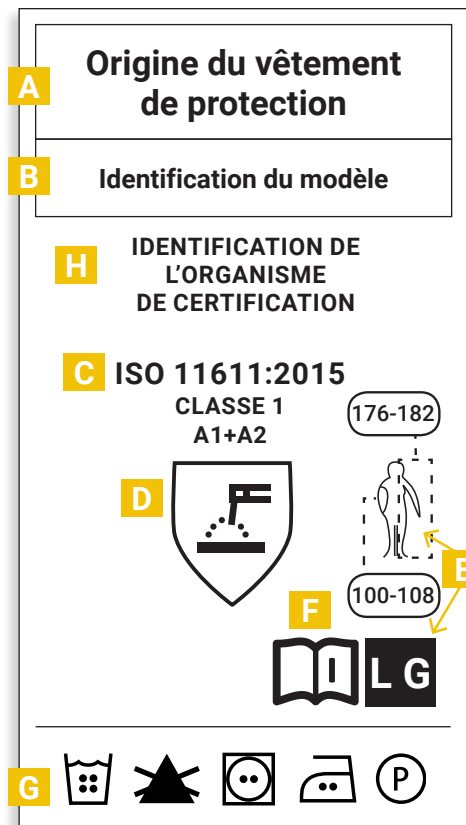 A
Origine du vêtement
de protection
B
Identification du modèle
H
IDENTIFICATION DE
L'ORGANISME
DE CERTIFICATION
C
ISO 11611:2015
CLASSE 1
A1+A2
176-182
D
E
100-108
F
L G
G
P